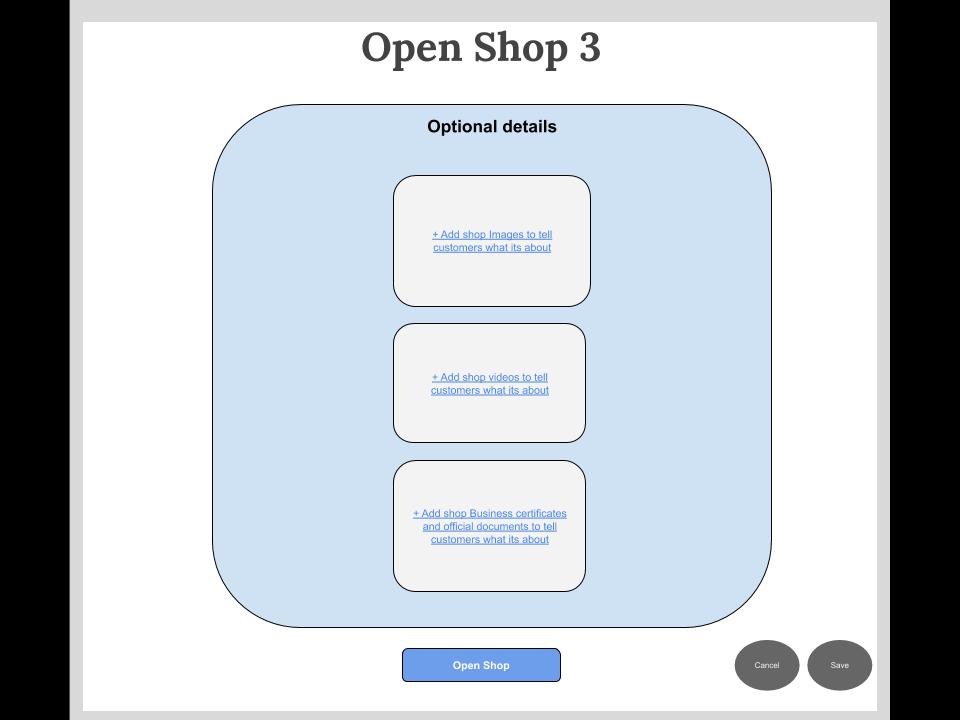 Open Shop 3
Optional details
+ Add shop Images to tell
customers what its about
+ Add shop videos to tell
customers what its about
+ Add shop Business certificates
and official documents to tell
customers what its about
Open Shop
Cancel
Save